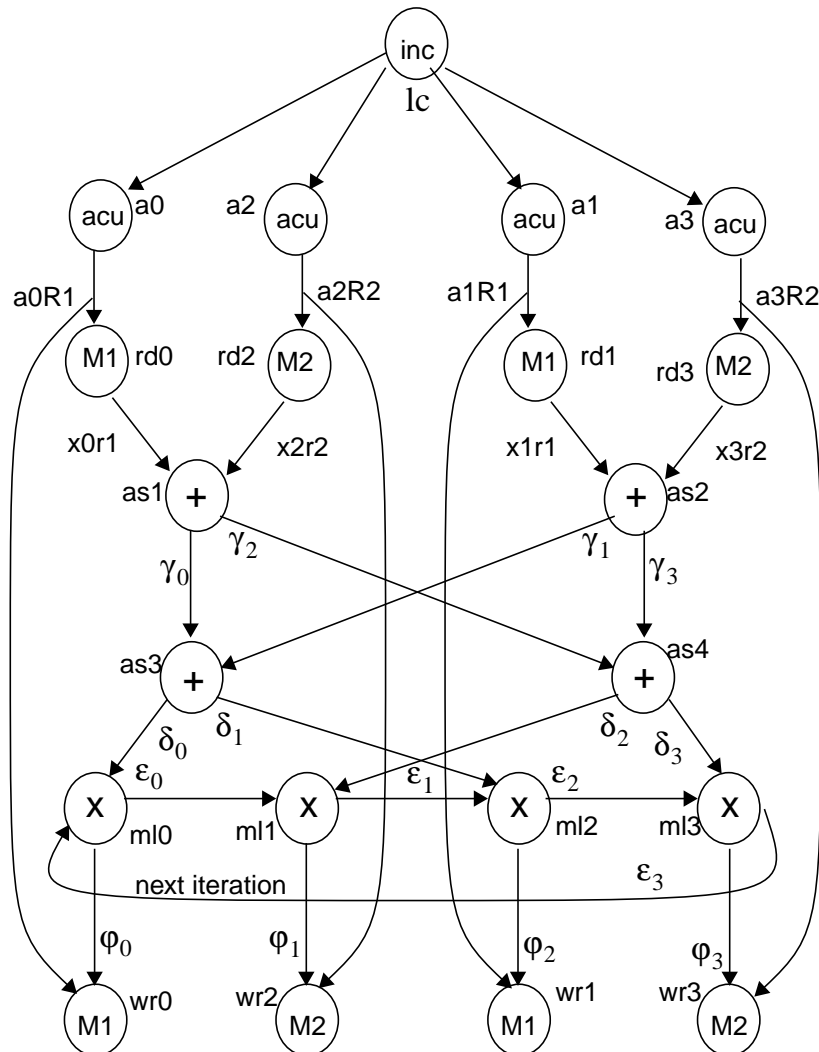 inc
lc
acu a0
a2 acu
acu a1
a3 acu
a0R1
a2R2
a1R1
a3R2
M1 rd0
rd2 M2
M1 rd1
rd3 M2
x0r1
x2r2
x1r1
x3r2
as1 +
+ as2
γ0
γ2
γ1
γ3
as3 +
+ as4
δ0
δ1
δ2
δ3
ε0
ε1
ε2
x ml0
ml1 x
x ml2
ml3 x
next iteration
ε3
φ0
φ1
φ2
φ3
M1 wr0
wr2 M2
M1 wr1
wr3 M2